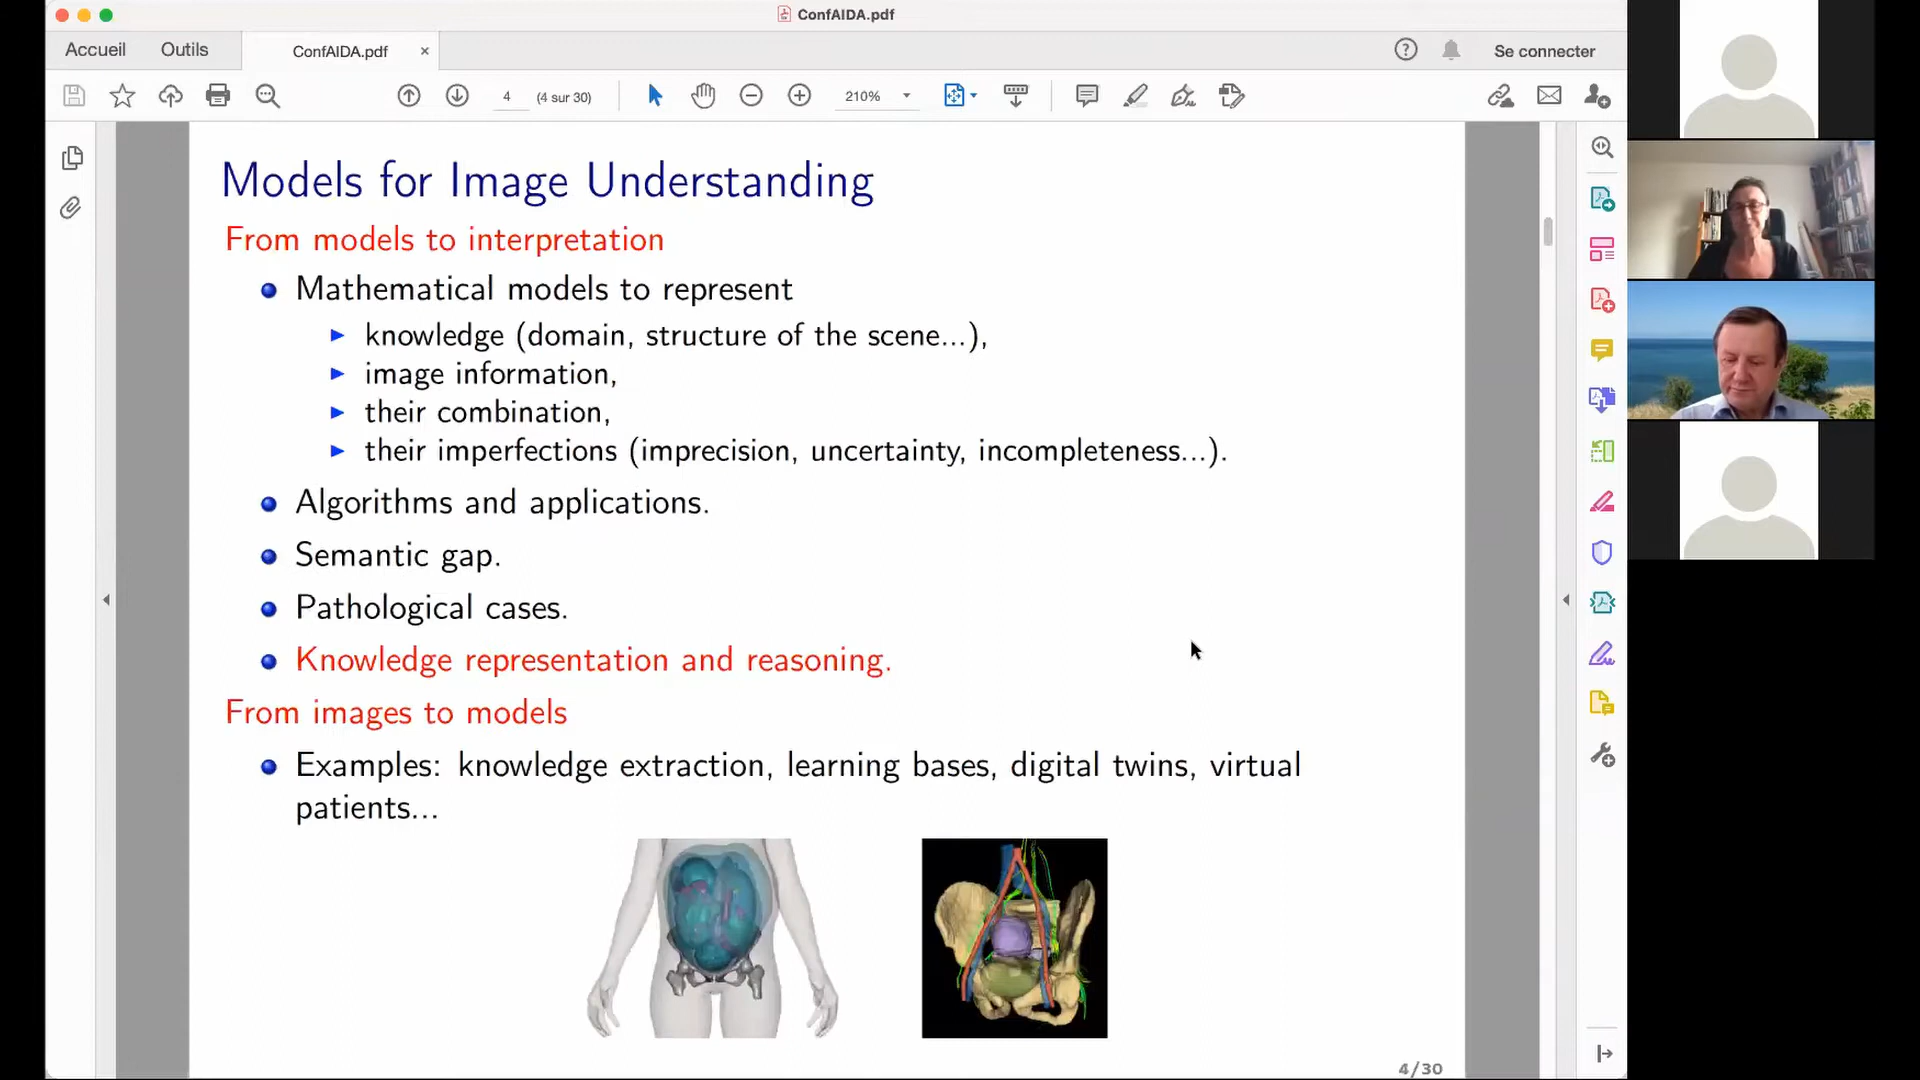 ConfAIDA.pdf
Accueil Outils ConfAIDA.pdf × Se connecter
4 (4 sur 30) 210%
Models for Image Understanding
From models to interpretation
Mathematical models to represent
knowledge (domain, structure of the scene...),
image information,
their combination,
their imperfections (imprecision, uncertainty, incompleteness...).
Algorithms and applications.
Semantic gap.
Pathological cases.
Knowledge representation and reasoning.
From images to models
Examples: knowledge extraction, learning bases, digital twins, virtual
patients...
4/30